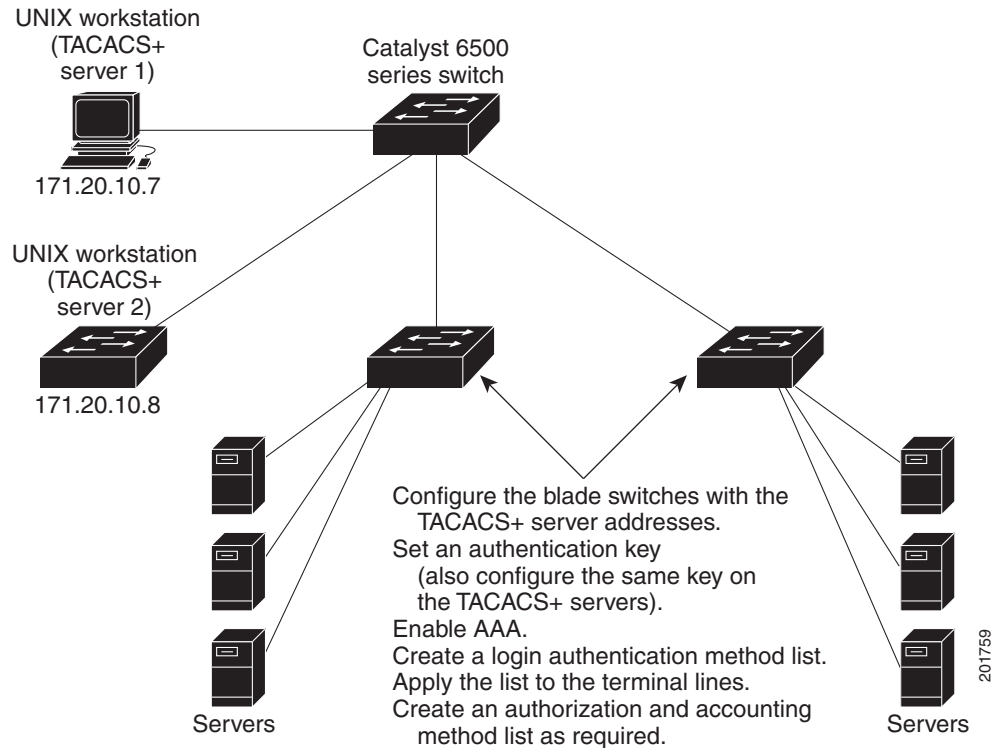 UNIX workstation
(TACACS+
server 1)
Catalyst 6500
series switch
171.20.10.7
UNIX workstation
(TACACS+
server 2)
171.20.10.8
Configure the blade switches with the
TACACS+ server addresses.
Set an authentication key
(also configure the same key on
the TACACS+ servers).
Enable AAA.
Create a login authentication method list.
Apply the list to the terminal lines.
Create an authorization and accounting
method list as required.
Servers
Servers
201759